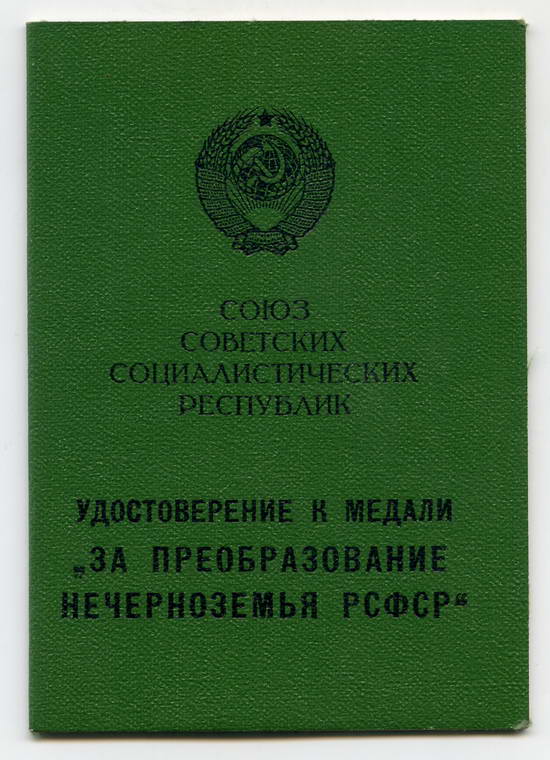 СОЮЗ
СОВЕТСКИХ
СОЦИАЛИСТИЧЕСКИХ
РЕСПУБЛИК
УДОСТОВЕРЕНИЕ К МЕДАЛИ
„ЗА ПРЕОБРАЗОВАНИЕ
НЕЧЕРНОЗЕМЬЯ РСФСР“